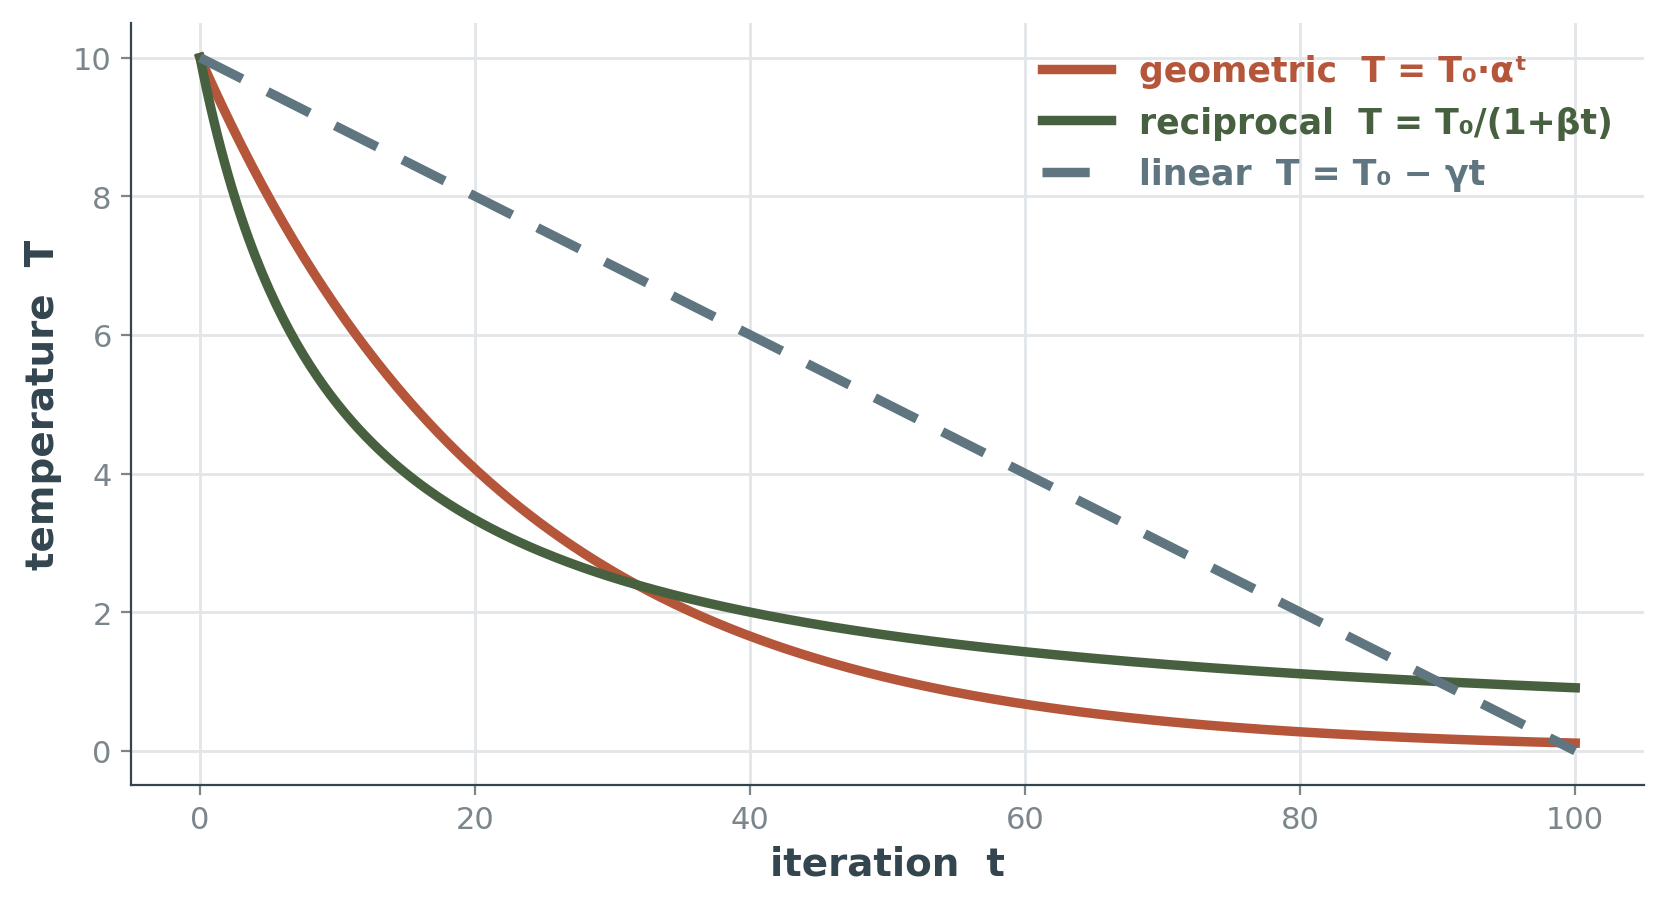 geometric  T = T₀·αᵗ
reciprocal  T = T₀/(1+βt)
linear  T = T₀ − γt
temperature  T
10
8
6
4
2
0
0 20 40 60 80 100
iteration  t